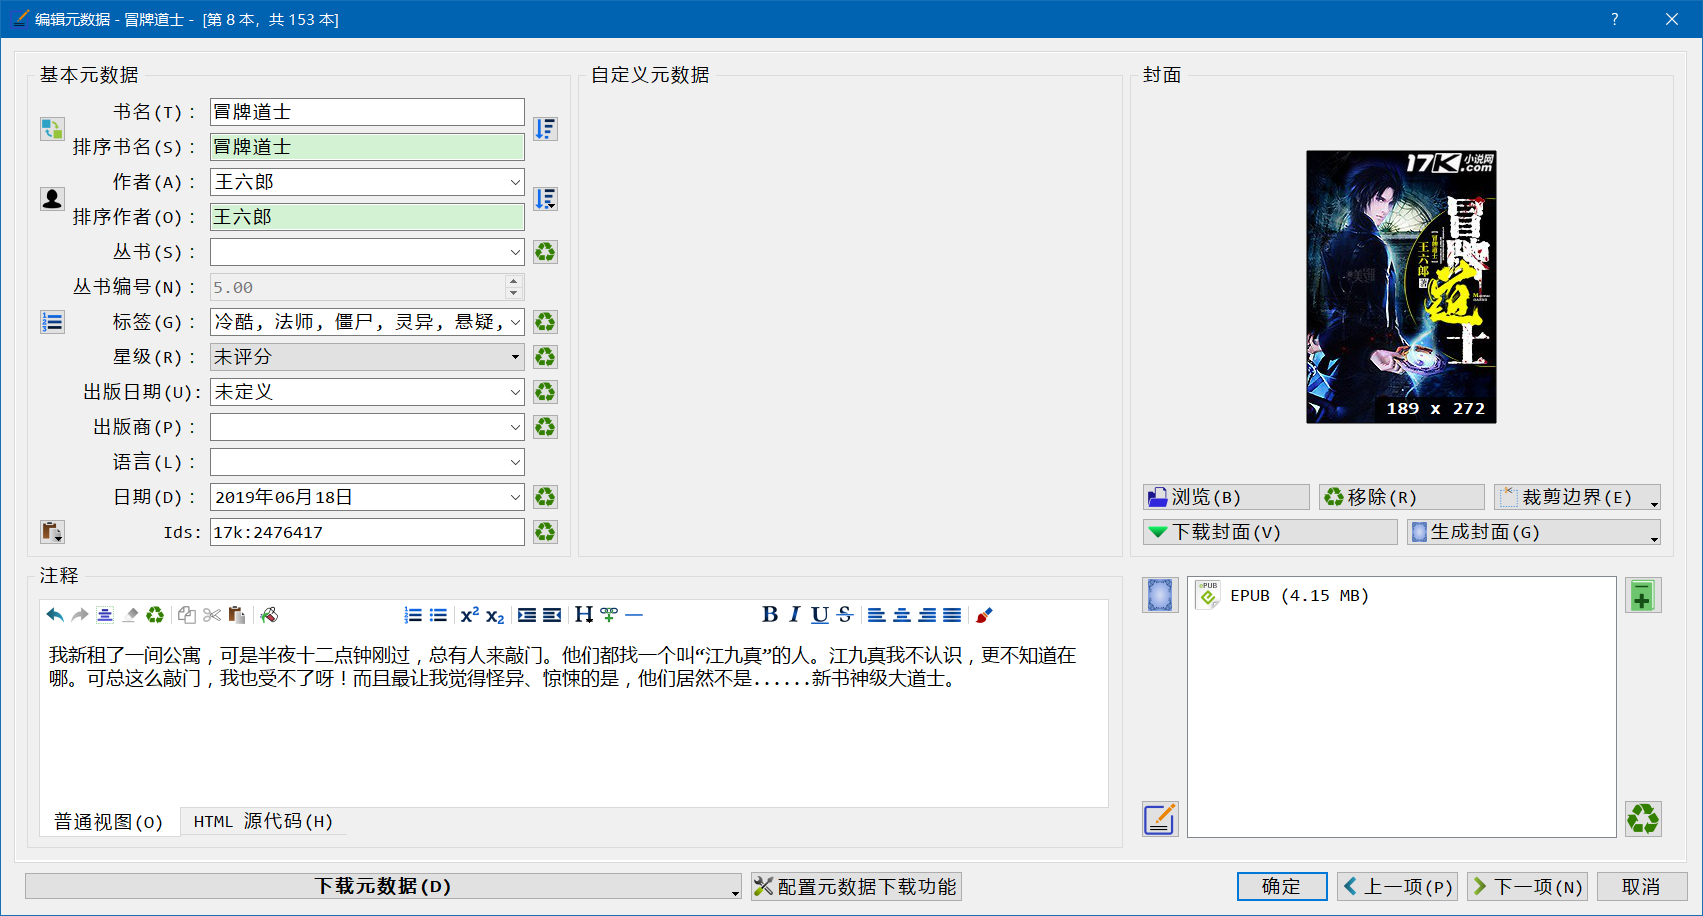 编辑元数据 - 冒牌道士 - [第 8 本，共 153 本]
基本元数据
书名(T)：
冒牌道士
排序书名(S)：
冒牌道士
作者(A)：
王六郎
排序作者(O)：
王六郎
丛书(S)：
丛书编号(N)：
5.00
标签(G)：
冷酷, 法师, 僵尸, 灵异, 悬疑,
星级(R)：
未评分
出版日期(U):
未定义
出版商(P)：
语言(L)：
日期(D)：
2019年06月18日
Ids:
17k:2476417
自定义元数据
封面
17K小说网
.com
冒牌道士
【冒牌道士】
王六郎 著
189 x 272
浏览(B)
移除(R)
裁剪边界(E)
下载封面(V)
生成封面(G)
注释
我新租了一间公寓，可是半夜十二点钟刚过，总有人来敲门。他们都找一个叫“江九真”的人。江九真我不认识，更不知道在
哪。可总这么敲门，我也受不了呀！而且最让我觉得怪异、惊悚的是，他们居然不是......新书神级大道士。
普通视图(O)
HTML 源代码(H)
EPUB (4.15 MB)
下载元数据(D)
配置元数据下载功能
确定
上一项(P)
下一项(N)
取消